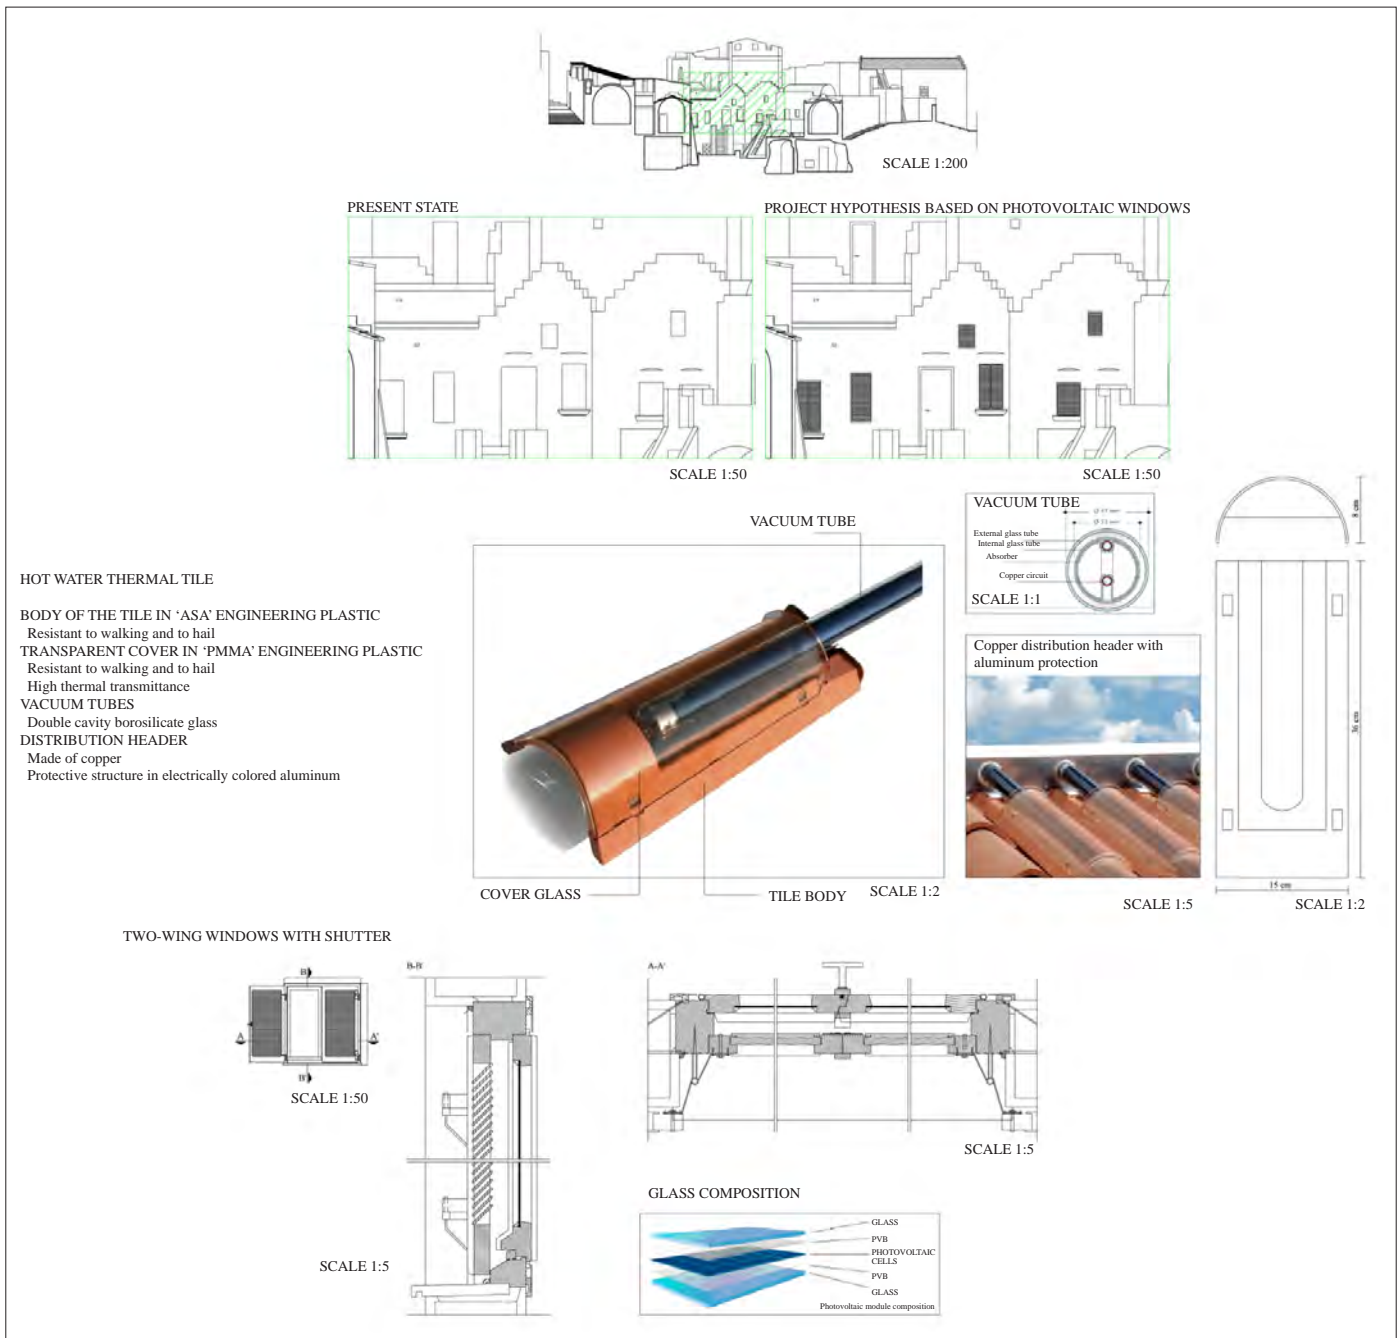 SCALE 1:200
PRESENT STATE
PROJECT HYPOTHESIS BASED ON PHOTOVOLTAIC WINDOWS
SCALE 1:50
SCALE 1:50
HOT WATER THERMAL TILE
BODY OF THE TILE IN ‘ASA’ ENGINEERING PLASTIC
Resistant to walking and to hail
TRANSPARENT COVER IN ‘PMMA’ ENGINEERING PLASTIC
Resistant to walking and to hail
High thermal transmittance
VACUUM TUBES
Double cavity borosilicate glass
DISTRIBUTION HEADER
Made of copper
Protective structure in electrically colored aluminum
VACUUM TUBE
COVER GLASS
TILE BODY
SCALE 1:2
VACUUM TUBE
External glass tube
Internal glass tube
Absorber
Copper circuit
SCALE 1:1
Copper distribution header with
aluminum protection
SCALE 1:5
8 cm
36 cm
15 cm
SCALE 1:2
TWO-WING WINDOWS WITH SHUTTER
B
A
A'
B'
SCALE 1:50
B-B'
SCALE 1:5
A-A'
SCALE 1:5
GLASS COMPOSITION
GLASS
PVB
PHOTOVOLTAIC
CELLS
PVB
GLASS
Photovoltaic module composition